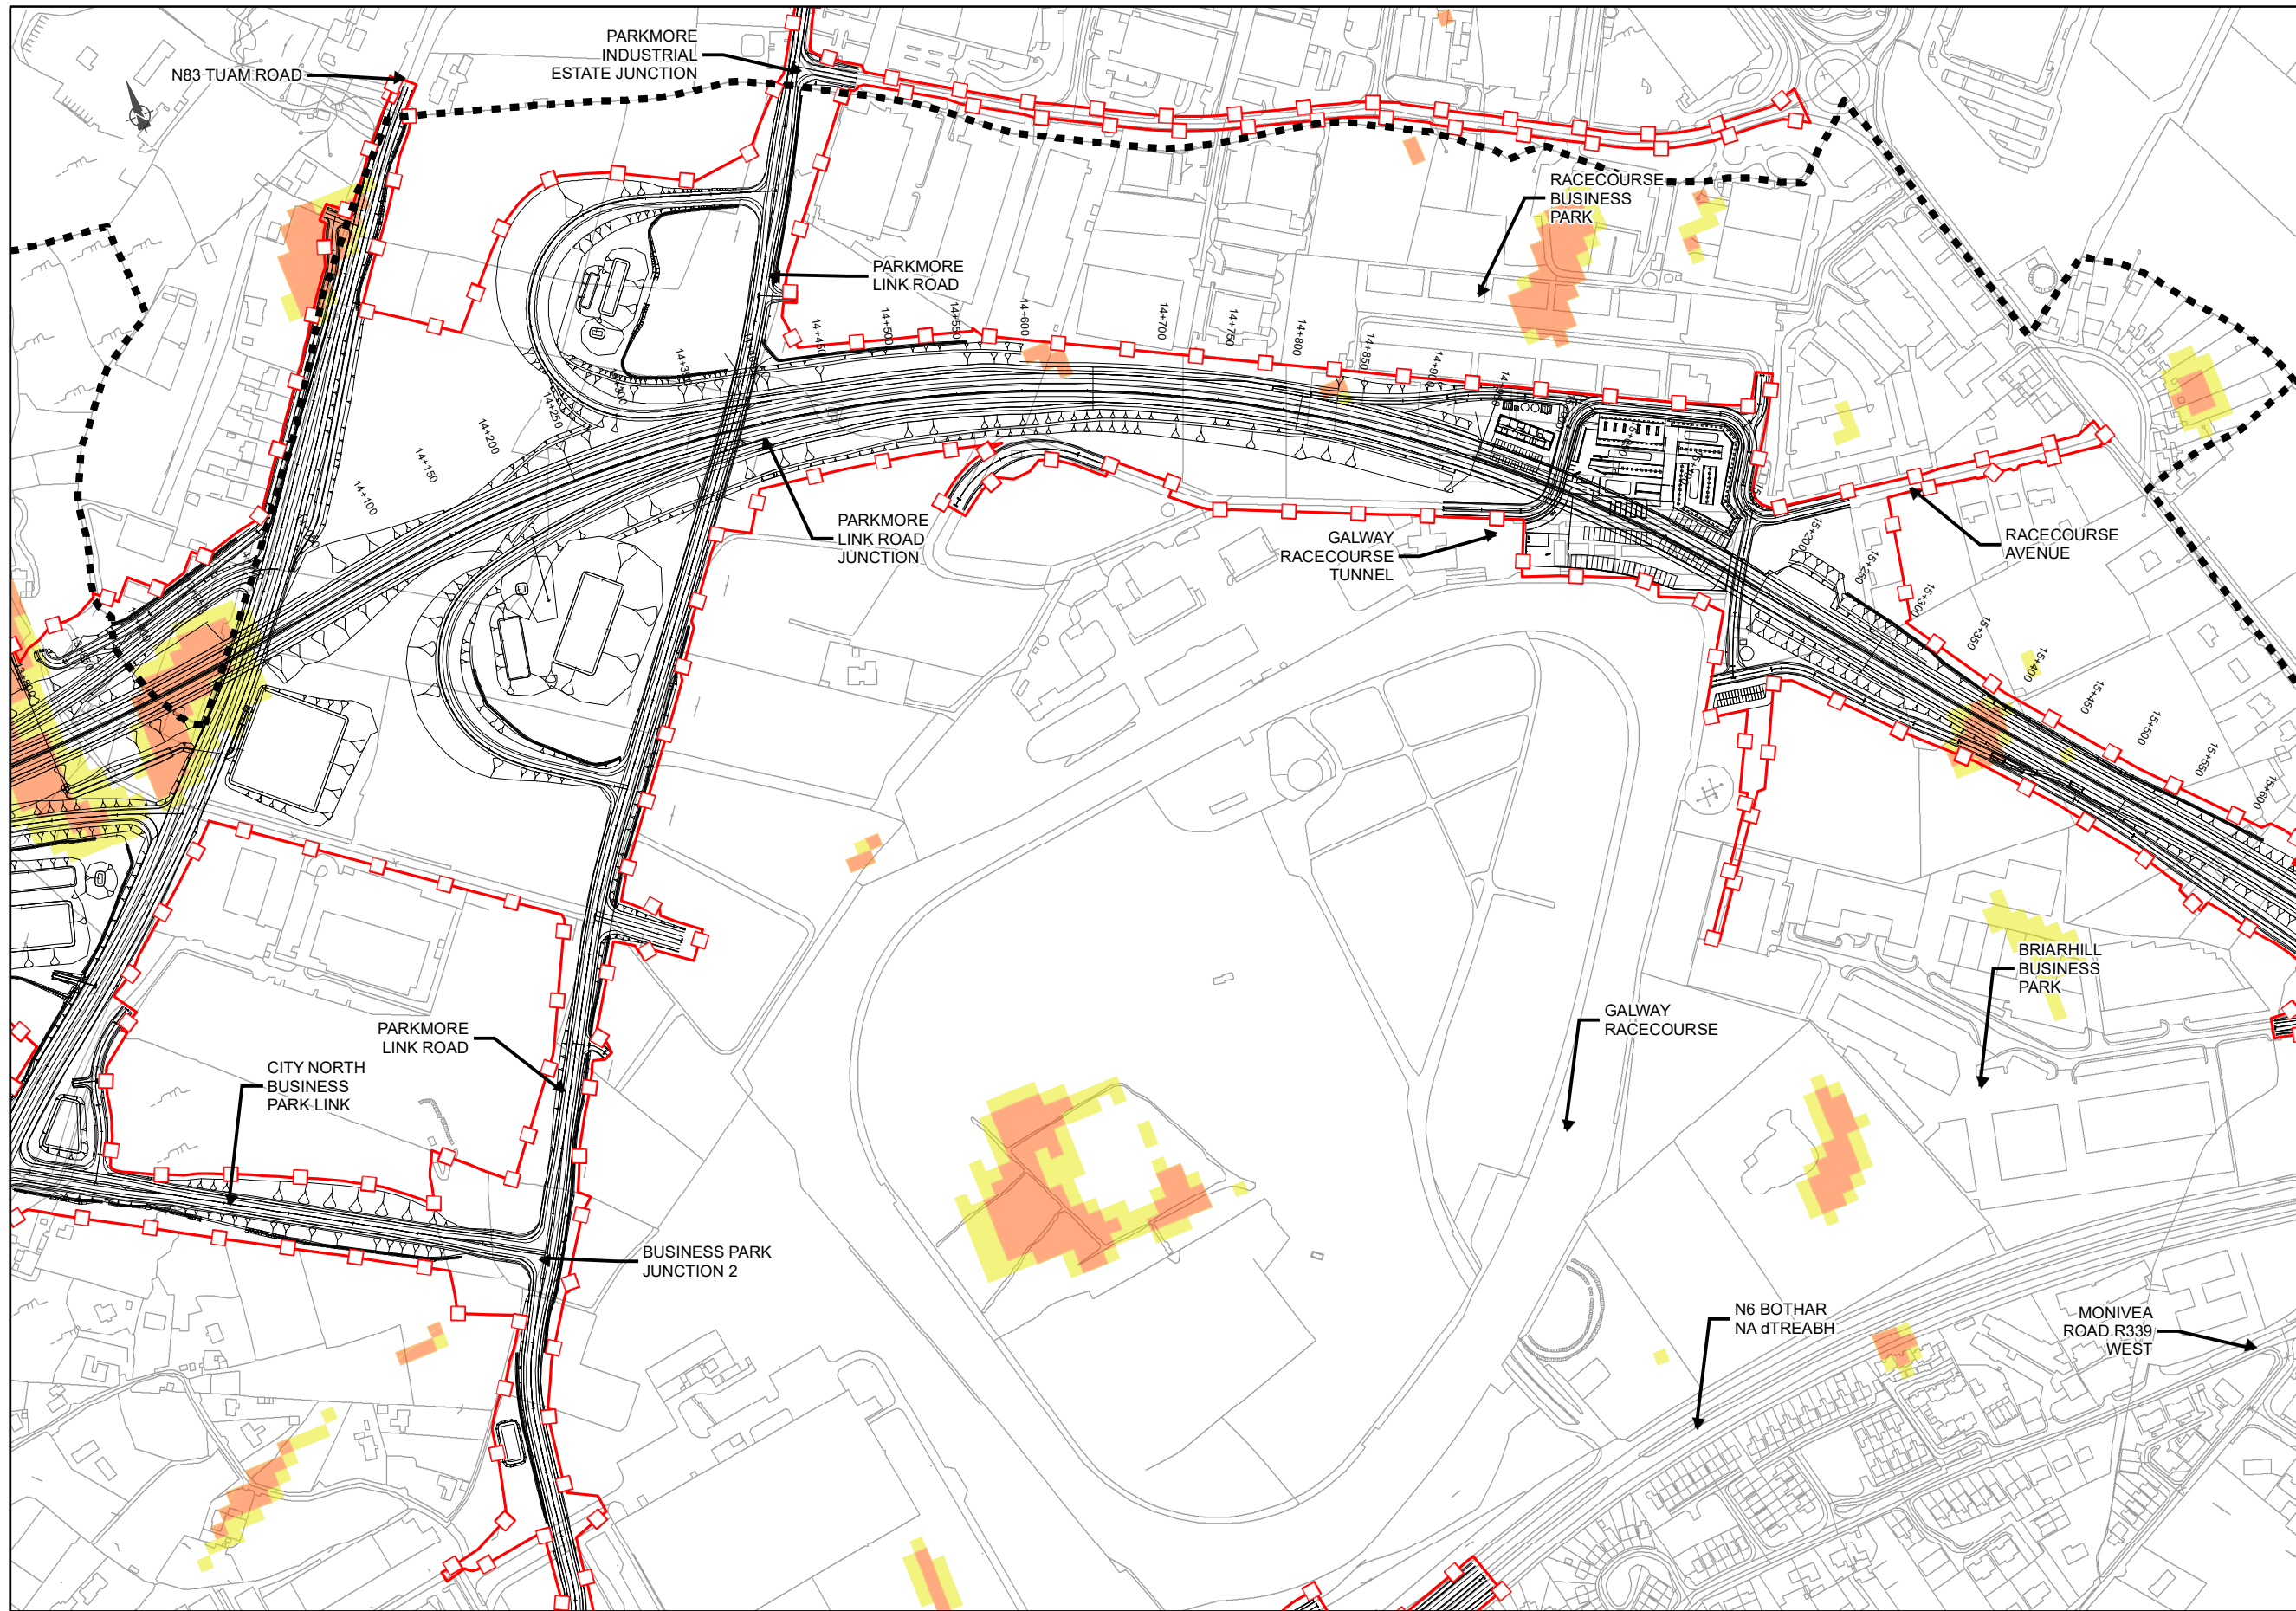 PARKMORE
INDUSTRIAL
ESTATE JUNCTION
N83 TUAM ROAD
RACECOURSE
BUSINESS
PARK
PARKMORE
LINK ROAD
14+100
14+150
14+200
14+250
14+450
14+500
14+550
14+600
14+700
14+750
14+800
14+850
PARKMORE
LINK ROAD
JUNCTION
GALWAY
RACECOURSE
TUNNEL
RACECOURSE
AVENUE
15+200
15+250
15+300
15+350
15+400
15+450
15+500
15+550
15+600
BRIARHILL
BUSINESS
PARK
GALWAY
RACECOURSE
PARKMORE
LINK ROAD
CITY NORTH
BUSINESS
PARK LINK
BUSINESS PARK
JUNCTION 2
N6 BOTHAR
NA dTREABH
MONIVEA
ROAD R339
WEST